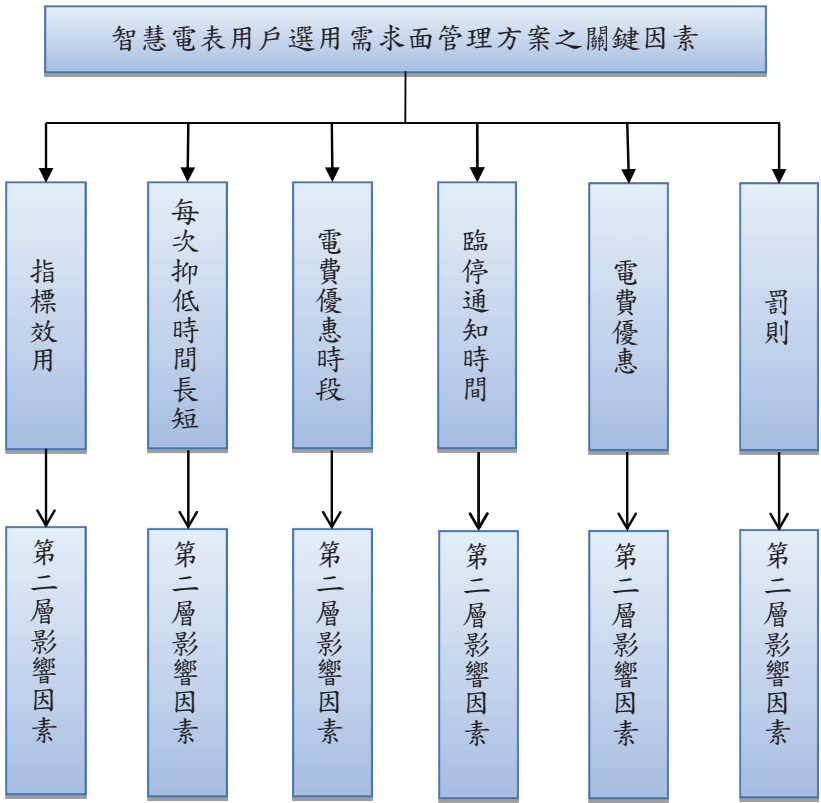 智慧電表用戶選用需求面管理方案之關鍵因素
指標效用
每次抑低時間長短
電費優惠時段
臨停通知時間
電費優惠
罰則
第二層影響因素
第二層影響因素
第二層影響因素
第二層影響因素
第二層影響因素
第二層影響因素